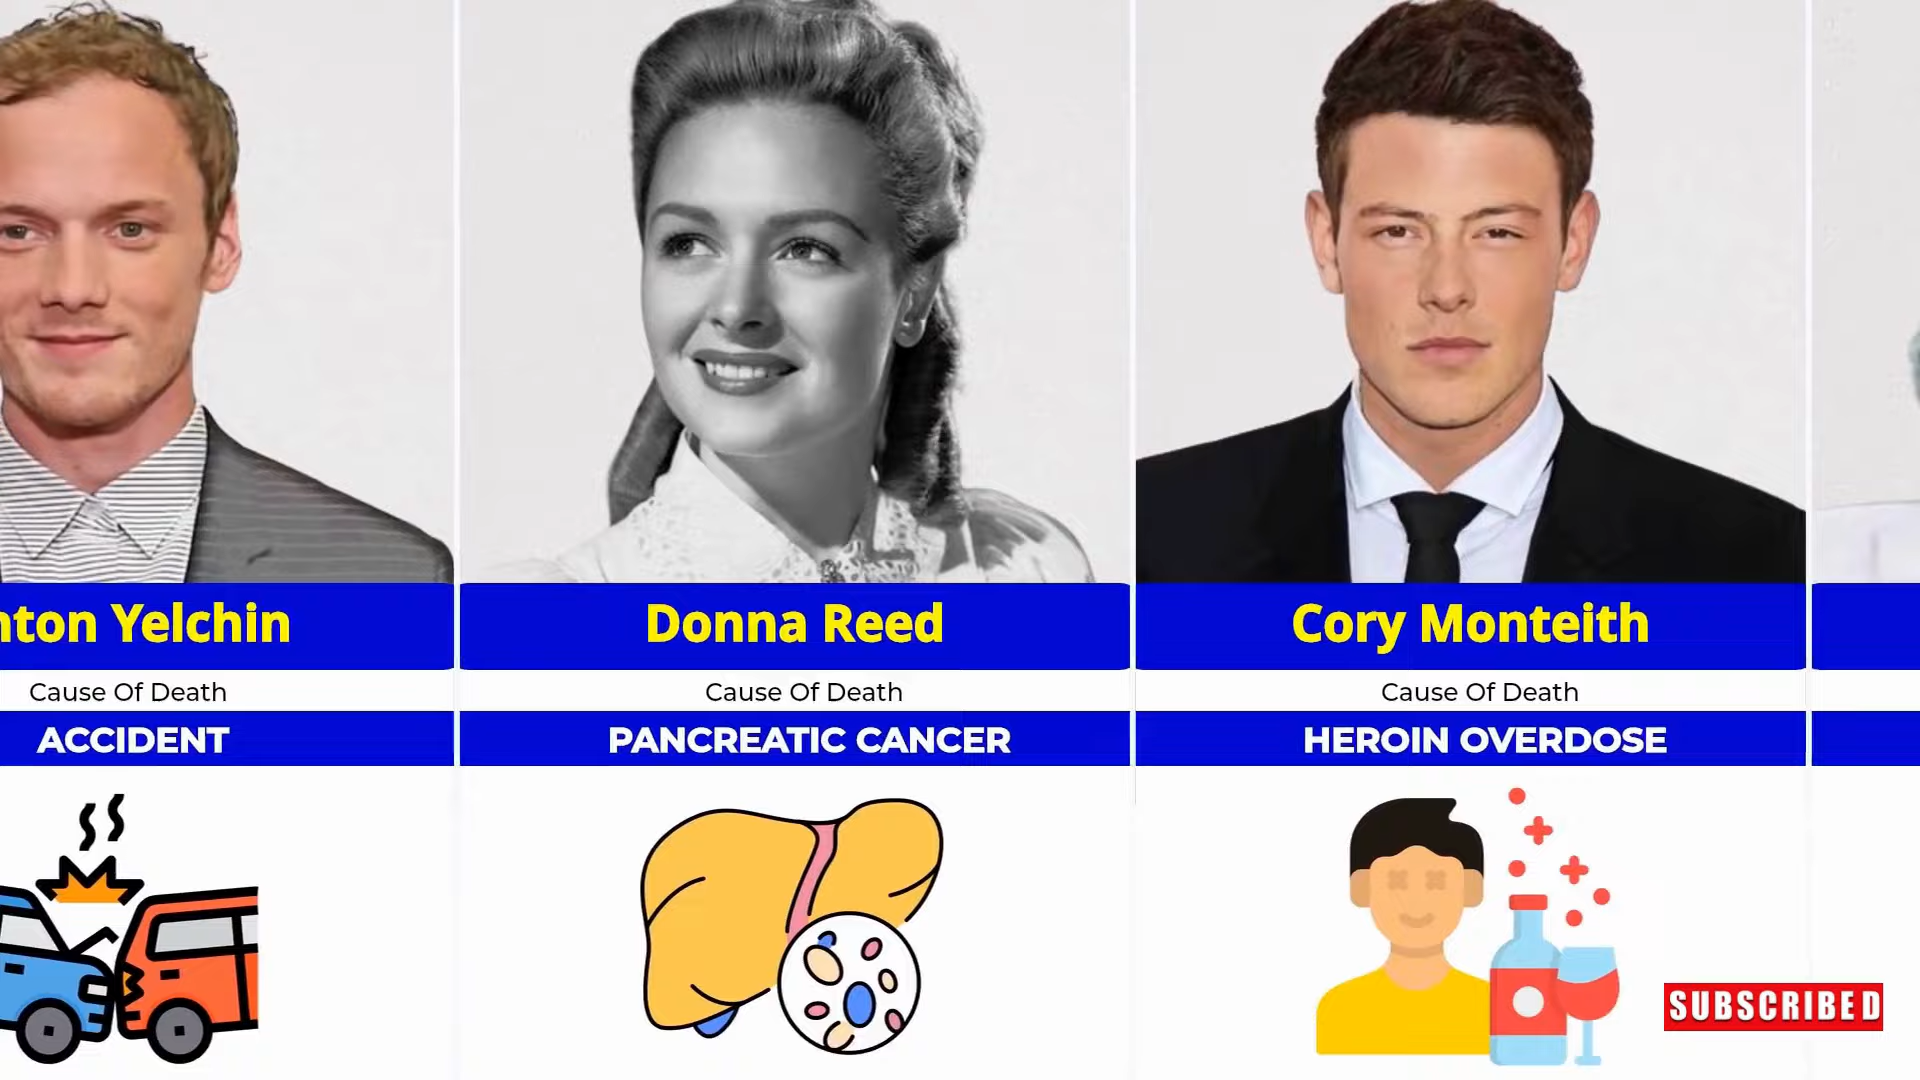 nton Yelchin
Cause Of Death
ACCIDENT
Donna Reed
Cause Of Death
PANCREATIC CANCER
Cory Monteith
Cause Of Death
HEROIN OVERDOSE
SUBSCRIBED